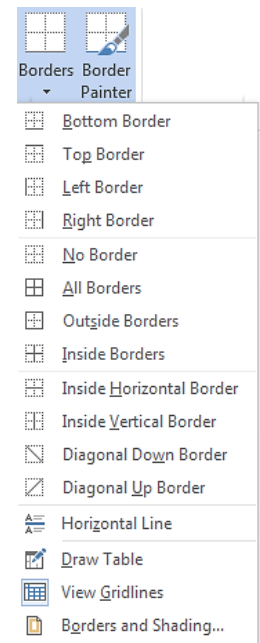 Borders Border
Painter
Bottom Border
Top Border
Left Border
Right Border
No Border
All Borders
Outside Borders
Inside Borders
Inside Horizontal Border
Inside Vertical Border
Diagonal Down Border
Diagonal Up Border
Horizontal Line
Draw Table
View Gridlines
Borders and Shading...